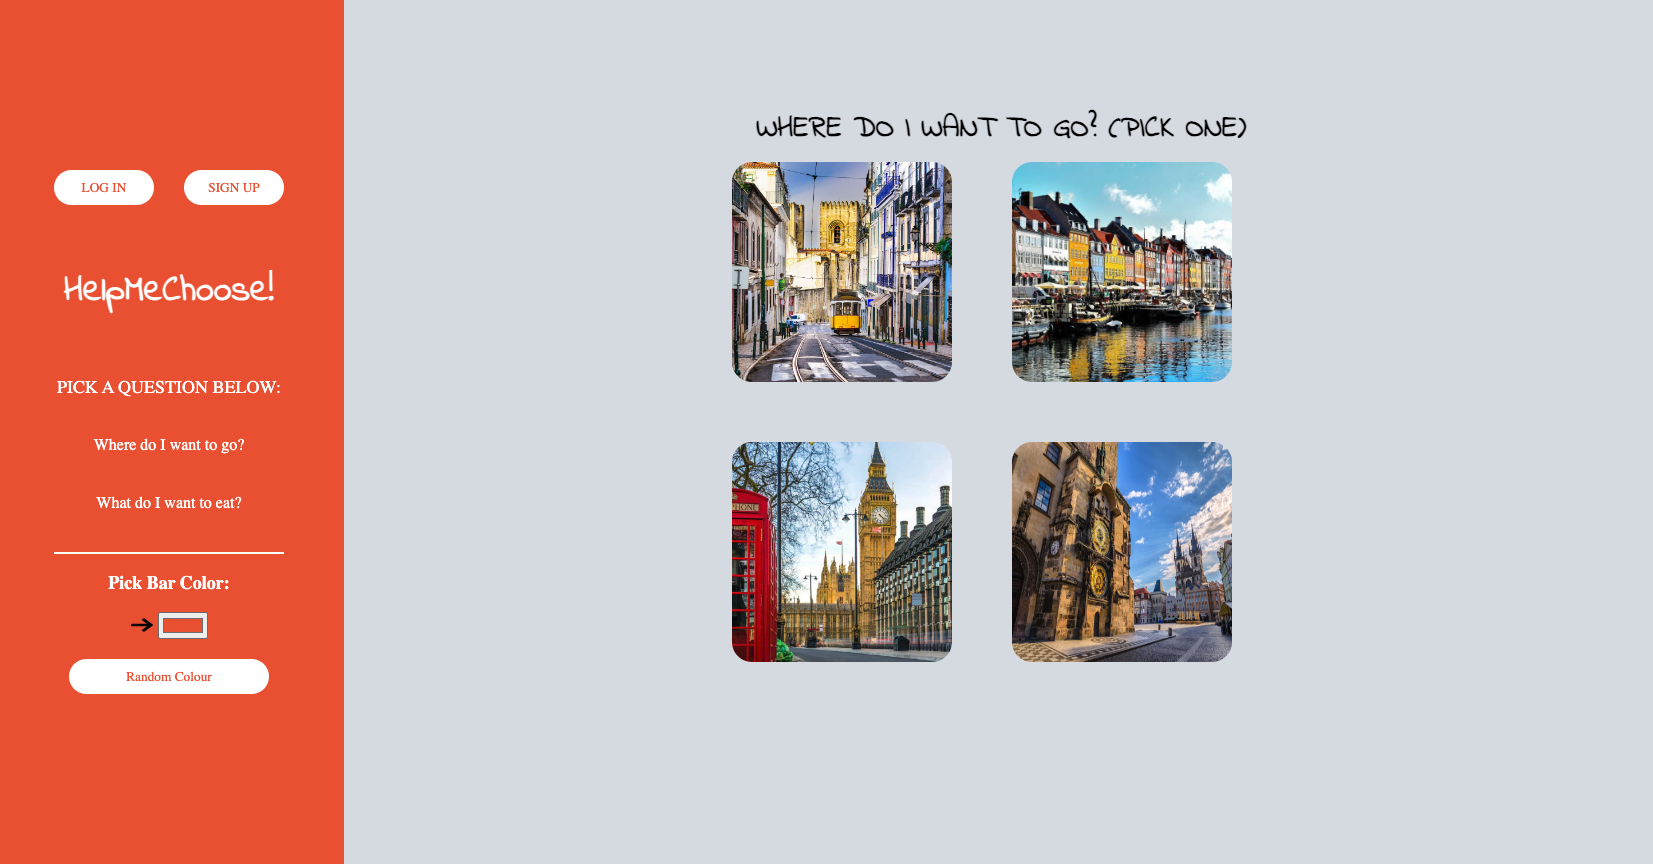 LOG IN
SIGN UP
HelpMeChoose!
PICK A QUESTION BELOW:
Where do I want to go?
What do I want to eat?
Pick Bar Color:
Random Colour
WHERE DO I WANT TO GO? (PICK ONE)
PHONE